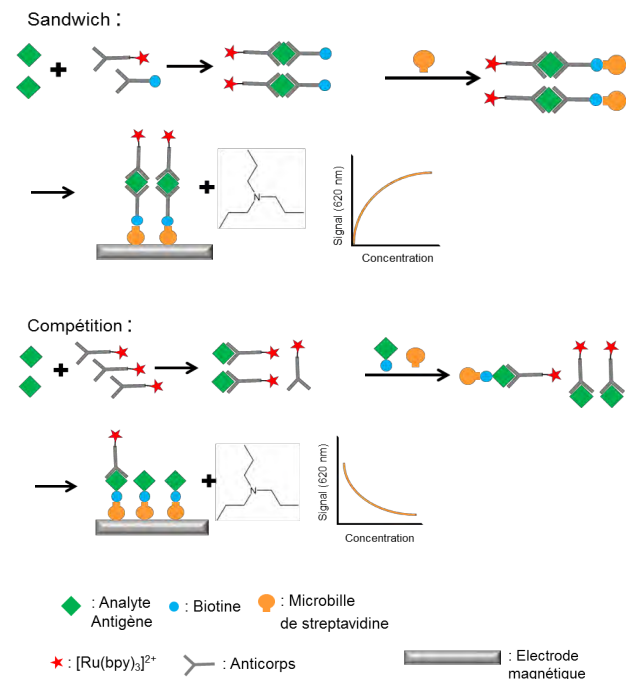 Sandwich :
+
+
N
Signal (620 nm)
Concentration
Compétition :
+
+
N
Signal (620 nm)
Concentration
: Analyte
Antigène
: Biotine
: Microbille
de streptavidine
: [Ru(bpy)₃]²⁺
: Anticorps
: Electrode
magnétique